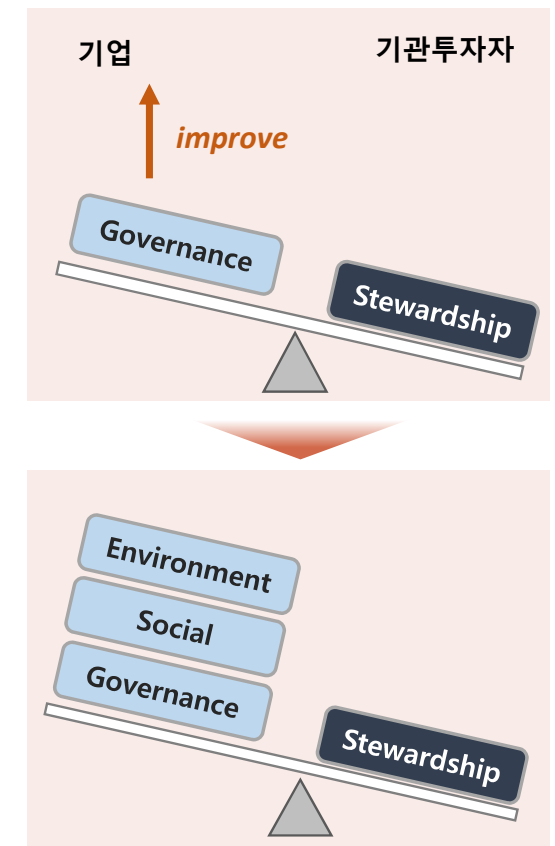 기업
기관투자자
improve
Governance
Stewardship
Environment
Social
Governance
Stewardship